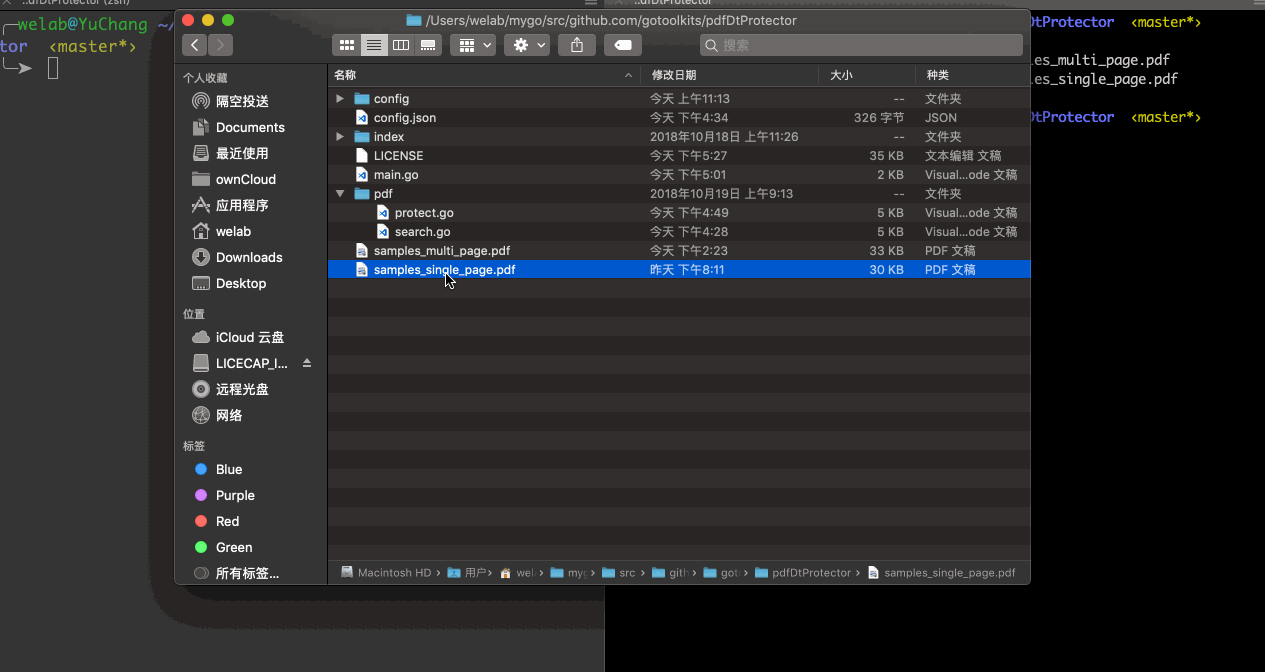 ..dfDtProtector (zsh)
..dfDtProtector
welab@YuChang ~/
tor <master*>
/Users/welab/mygo/src/github.com/gotoolkits/pdfDtProtector
搜索
DtProtector <master*>
es_multi_page.pdf
es_single_page.pdf
DtProtector <master*>
个人收藏
隔空投送
Documents
最近使用
ownCloud
应用程序
welab
Downloads
Desktop
位置
iCloud 云盘
LICECAP_I...
远程光盘
网络
标签
Blue
Purple
Red
Green
所有标签...
名称 修改日期 大小 种类
config 今天 上午11:13 -- 文件夹
config.json 今天 下午4:34 326 字节 JSON
index 2018年10月18日 上午11:26 -- 文件夹
LICENSE 今天 下午5:27 35 KB 文本编辑 文稿
main.go 今天 下午5:01 2 KB Visual...ode 文稿
pdf 2018年10月19日 上午9:13 -- 文件夹
protect.go 今天 下午4:49 5 KB Visual...ode 文稿
search.go 今天 下午4:28 5 KB Visual...ode 文稿
samples_multi_page.pdf 今天 下午2:23 33 KB PDF 文稿
samples_single_page.pdf 昨天 下午8:11 30 KB PDF 文稿
Macintosh HD › 用户 › wel › myg › src › gith › got › pdfDtProtector › samples_single_page.pdf